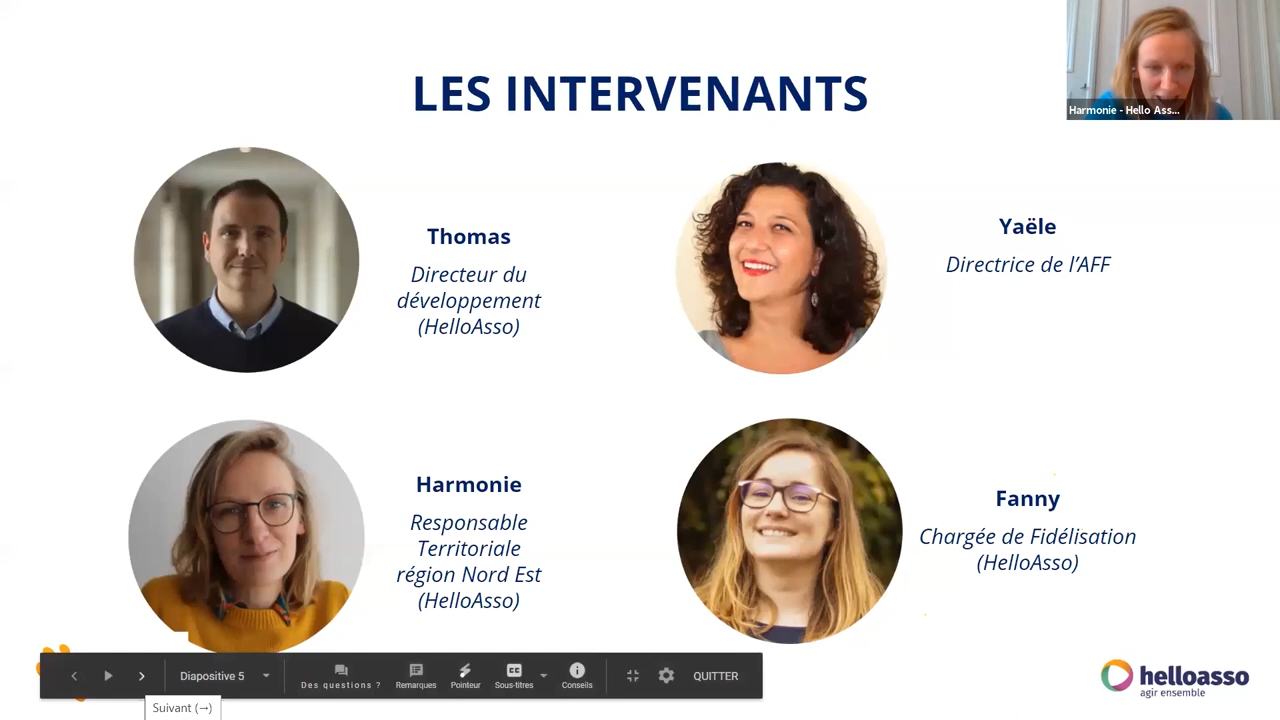 LES INTERVENANTS
Harmonie - Hello Ass...
Thomas
Directeur du
développement
(HelloAsso)
Yaële
Directrice de l'AFF
Harmonie
Responsable
Territoriale
région Nord Est
(HelloAsso)
Fanny
Chargée de Fidélisation
(HelloAsso)
Diapositive 5
Des questions ?
Remarques
Pointeur
CC
Sous-titres
Conseils
QUITTER
Suivant (→)
helloasso
agir ensemble